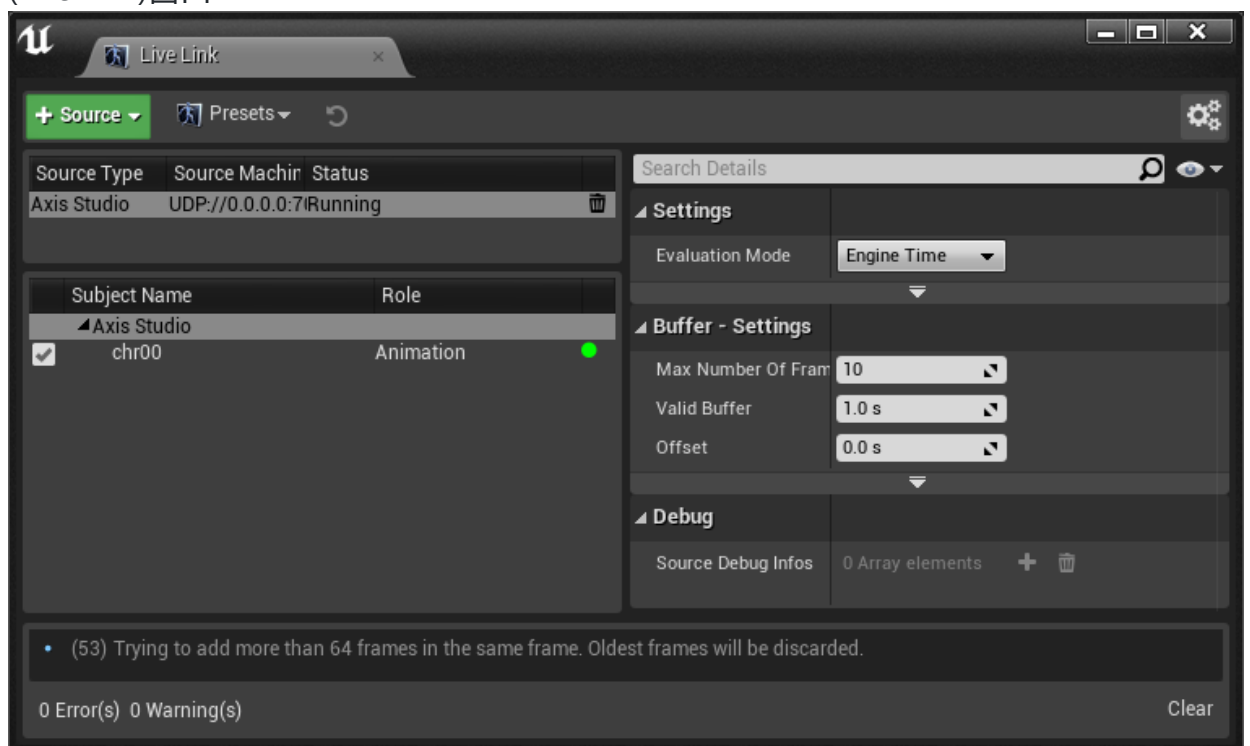 Live Link
Source
Presets
Source Type Source Machin Status
Axis Studio UDP://0.0.0.0:7 Running
Subject Name Role
Axis Studio
chr00 Animation
Search Details
Settings
Evaluation Mode Engine Time
Buffer - Settings
Max Number Of Fram 10
Valid Buffer 1.0 s
Offset 0.0 s
Debug
Source Debug Infos 0 Array elements
(53) Trying to add more than 64 frames in the same frame. Oldest frames will be discarded.
0 Error(s) 0 Warning(s) Clear